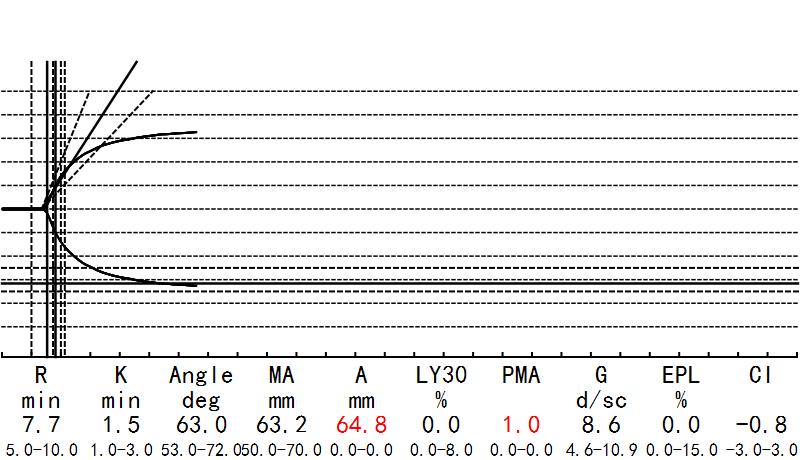 R K Angle MA A LY30 PMA G EPL CI
min min deg mm mm % d/sc %
7.7 1.5 63.0 63.2 64.8 0.0 1.0 8.6 0.0 -0.8
5.0-10.0 1.0-3.0 53.0-72.0 50.0-70.0 0.0-0.0 0.0-8.0 0.0-0.0 4.6-10.9 0.0-15.0 -3.0-3.0